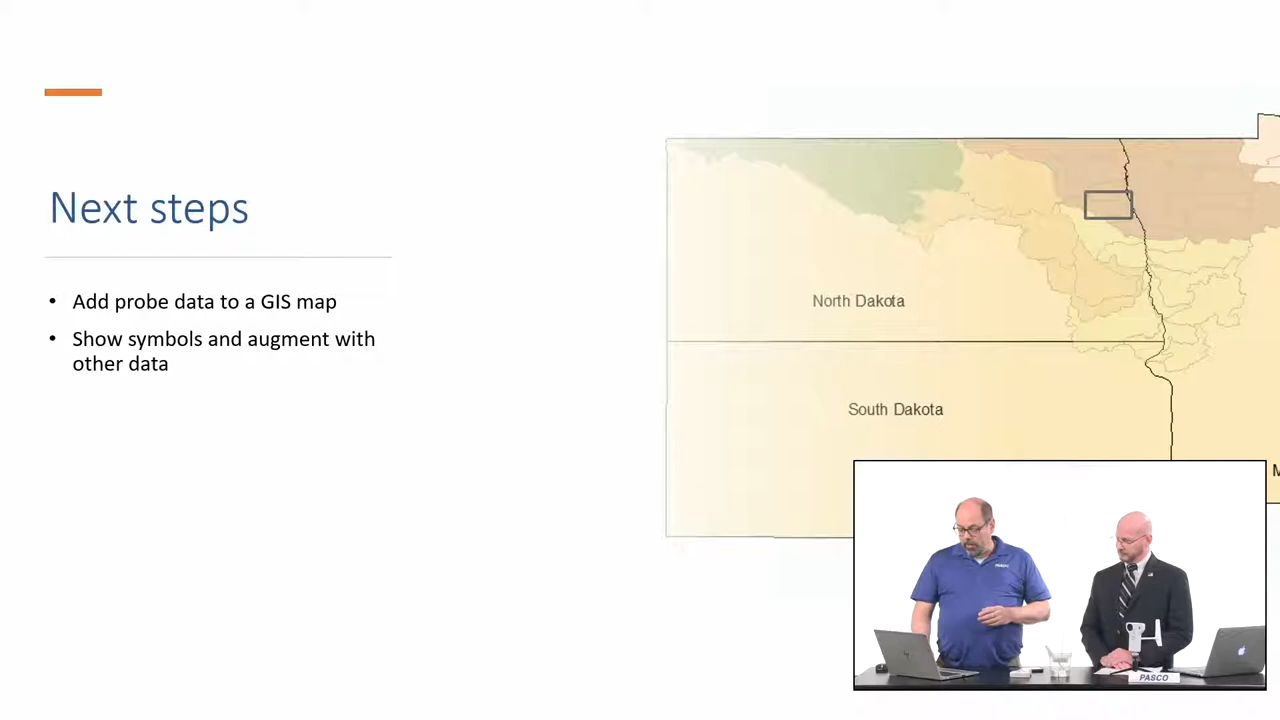 Next steps
• Add probe data to a GIS map
• Show symbols and augment with
other data
North Dakota
South Dakota
M
PASCO